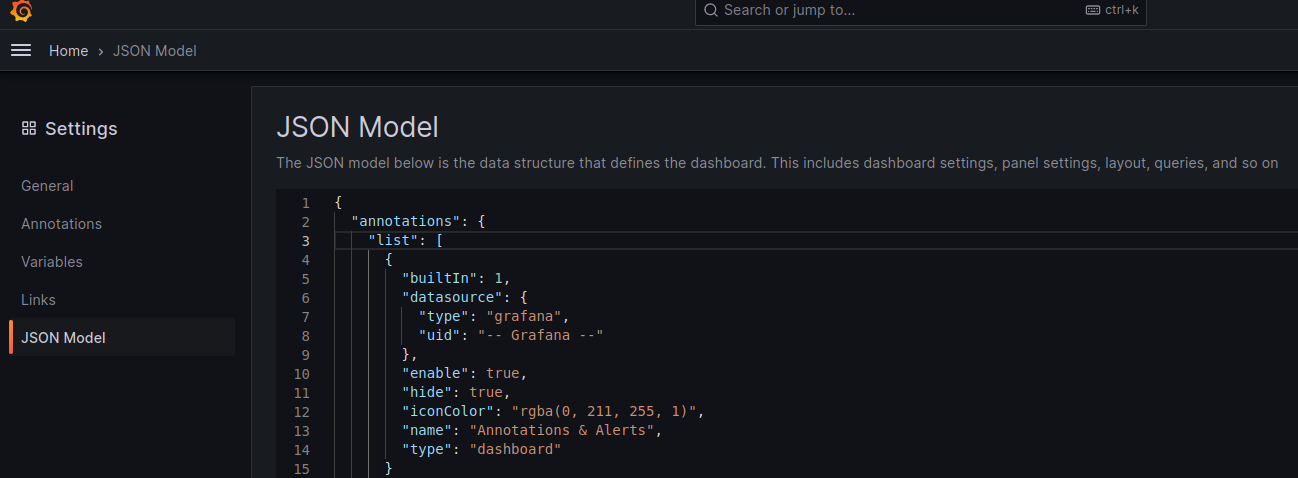 Search or jump to...
ctrl+k
Home › JSON Model
Settings
General
Annotations
Variables
Links
JSON Model
JSON Model
The JSON model below is the data structure that defines the dashboard. This includes dashboard settings, panel settings, layout, queries, and so on
1 {
2 "annotations": {
3 "list": [
4 {
5 "builtIn": 1,
6 "datasource": {
7 "type": "grafana",
8 "uid": "-- Grafana --"
9 },
10 "enable": true,
11 "hide": true,
12 "iconColor": "rgba(0, 211, 255, 1)",
13 "name": "Annotations & Alerts",
14 "type": "dashboard"
15 }